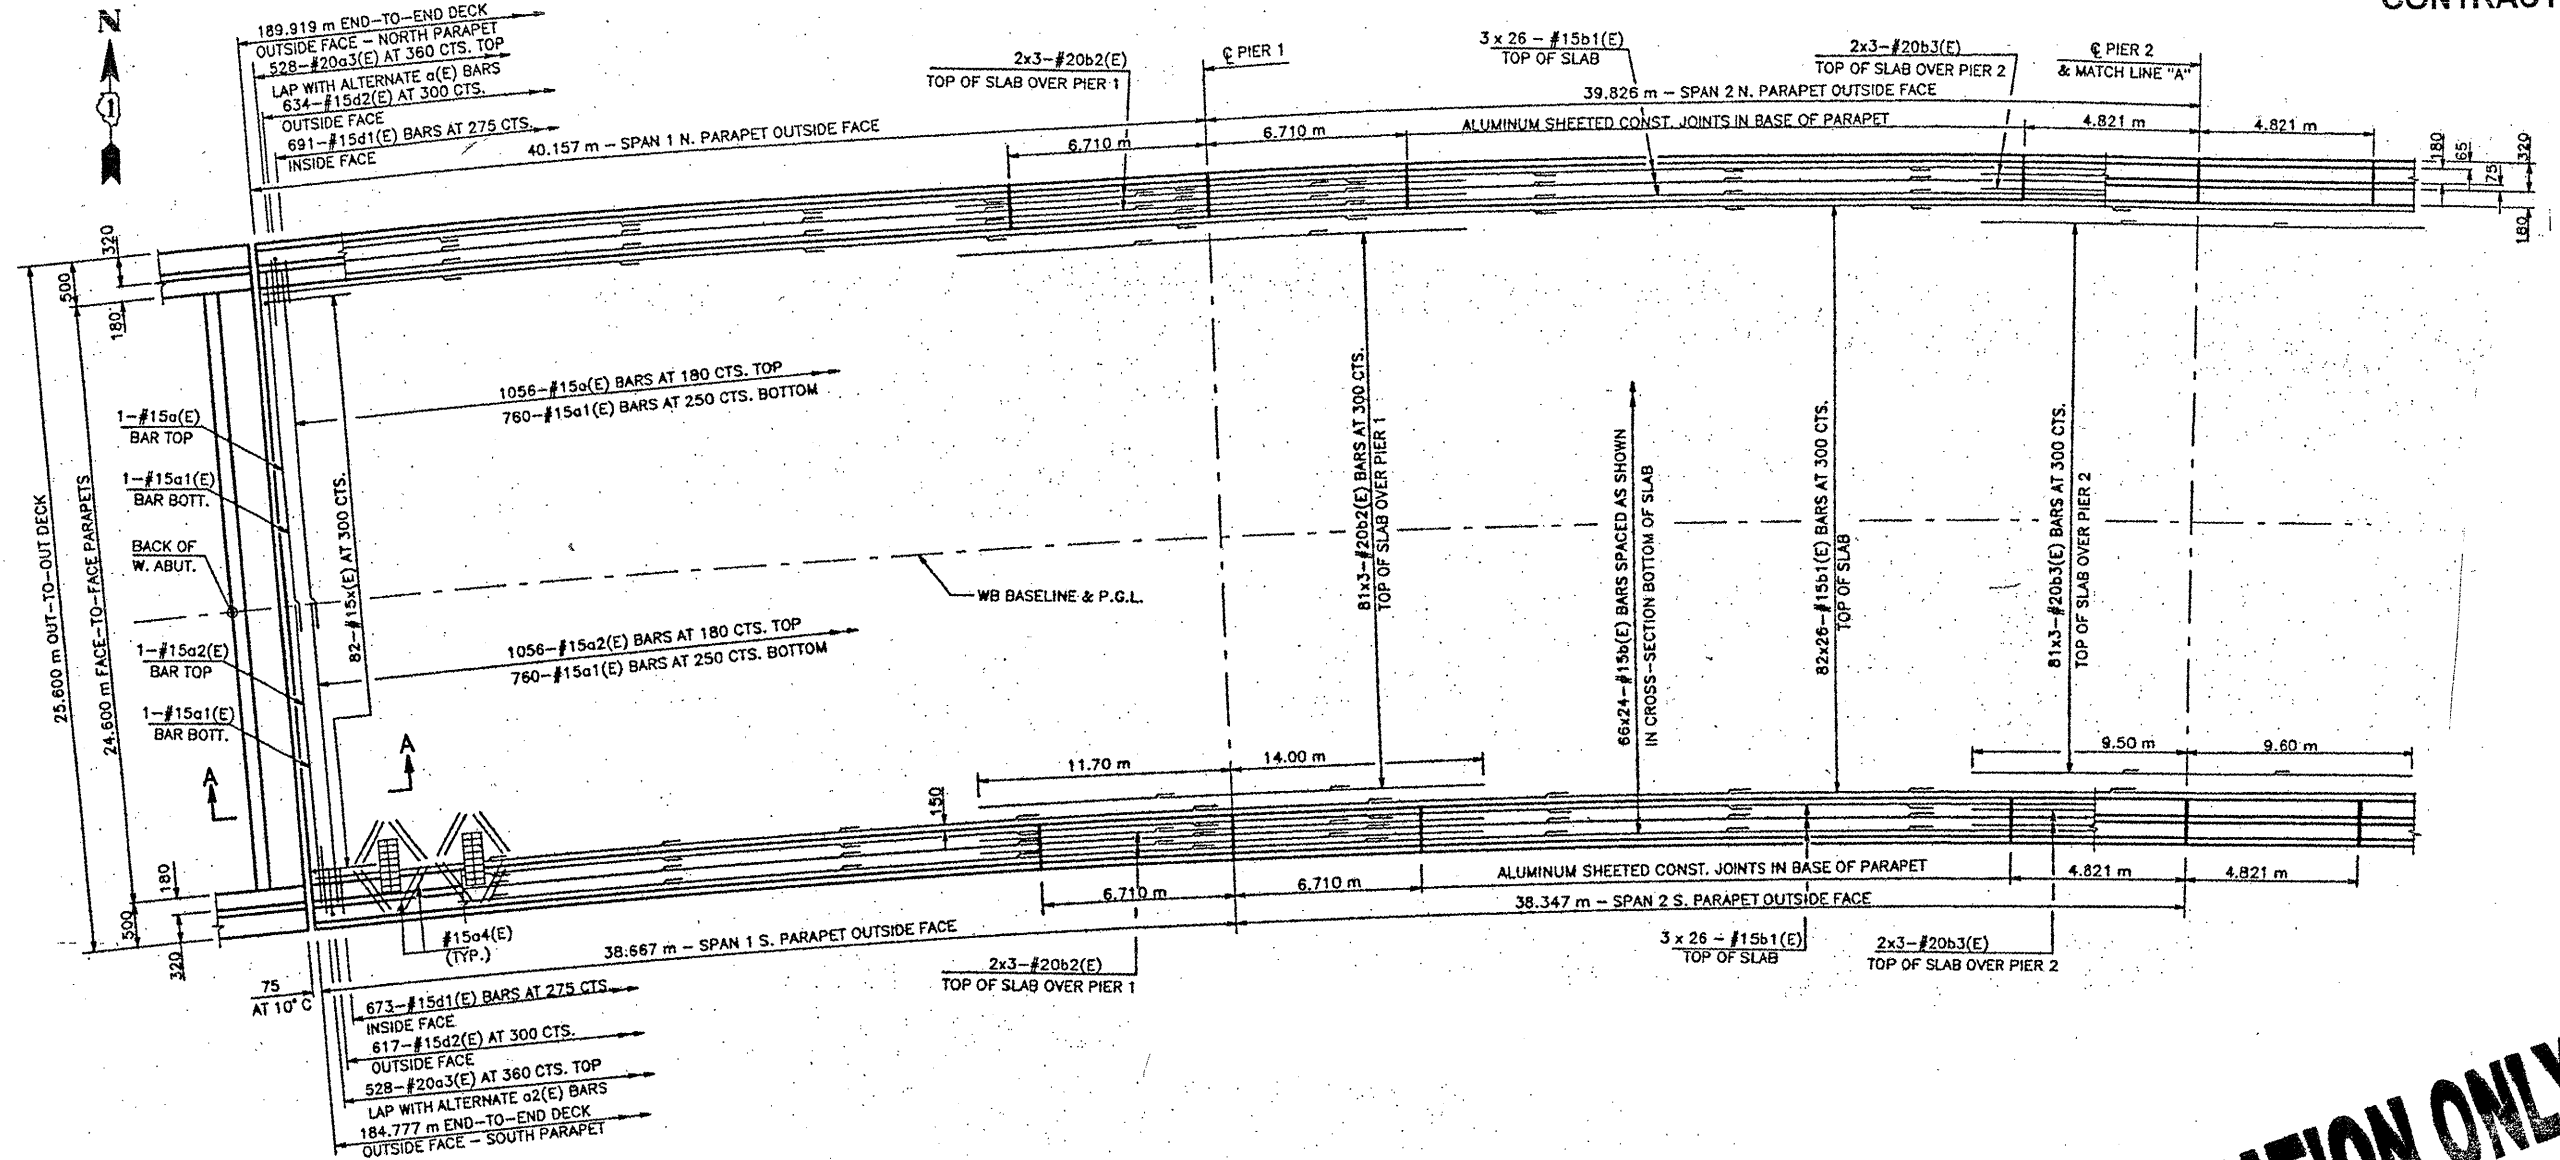 CONTRACT
N
1
189.919 m END-TO-END DECK
OUTSIDE FACE - NORTH PARAPET
528-#20a3(E) AT 360 CTS. TOP
LAP WITH ALTERNATE a(E) BARS
634-#15d2(E) AT 300 CTS.
OUTSIDE FACE
691-#15d1(E) BARS AT 275 CTS.
INSIDE FACE
40.157 m - SPAN 1 N. PARAPET OUTSIDE FACE
2x3-#20b2(E)
TOP OF SLAB OVER PIER 1
℄ PIER 1
3 x 26 - #15b1(E)
TOP OF SLAB
2x3-#20b3(E)
TOP OF SLAB OVER PIER 2
℄ PIER 2
& MATCH LINE "A"
39.826 m - SPAN 2 N. PARAPET OUTSIDE FACE
6.710 m
6.710 m
ALUMINUM SHEETED CONST. JOINTS IN BASE OF PARAPET
4.821 m
4.821 m
180
65
75
320
180
320
500
180
25.600 m OUT-TO-OUT DECK
24.600 m FACE-TO-FACE PARAPETS
1-#15a(E)
BAR TOP
1-#15a1(E)
BAR BOTT.
BACK OF
W. ABUT.
1-#15a2(E)
BAR TOP
1-#15a1(E)
BAR BOTT.
82-#15x(E) AT 300 CTS.
1056-#15a(E) BARS AT 180 CTS. TOP
760-#15a1(E) BARS AT 250 CTS. BOTTOM
WB BASELINE & P.G.L.
1056-#15a2(E) BARS AT 180 CTS. TOP
760-#15a1(E) BARS AT 250 CTS. BOTTOM
81x3-#20b2(E) BARS AT 300 CTS.
TOP OF SLAB OVER PIER 1
66x24-#15b(E) BARS SPACED AS SHOWN
IN CROSS-SECTION BOTTOM OF SLAB
82x26-#15b1(E) BARS AT 300 CTS.
TOP OF SLAB
81x3-#20b3(E) BARS AT 300 CTS.
TOP OF SLAB OVER PIER 2
A
A
11.70 m
14.00 m
9.50 m
9.60 m
150
180
500
320
6.710 m
6.710 m
ALUMINUM SHEETED CONST. JOINTS IN BASE OF PARAPET
4.821 m
4.821 m
38.667 m - SPAN 1 S. PARAPET OUTSIDE FACE
38.347 m - SPAN 2 S. PARAPET OUTSIDE FACE
#15a4(E)
(TYP.)
2x3-#20b2(E)
TOP OF SLAB OVER PIER 1
3 x 26 - #15b1(E)
TOP OF SLAB
2x3-#20b3(E)
TOP OF SLAB OVER PIER 2
75
AT 10° C
673-#15d1(E) BARS AT 275 CTS.
INSIDE FACE
617-#15d2(E) AT 300 CTS.
OUTSIDE FACE
528-#20a3(E) AT 360 CTS. TOP
LAP WITH ALTERNATE a2(E) BARS
184.777 m END-TO-END DECK
OUTSIDE FACE - SOUTH PARAPET
ATION ONLY